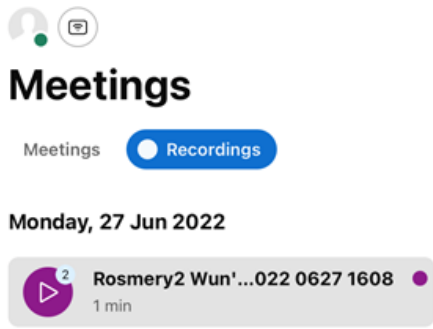 Meetings
Meetings Recordings
Monday, 27 Jun 2022
2
Rosmery2 Wun'...022 0627 1608
1 min